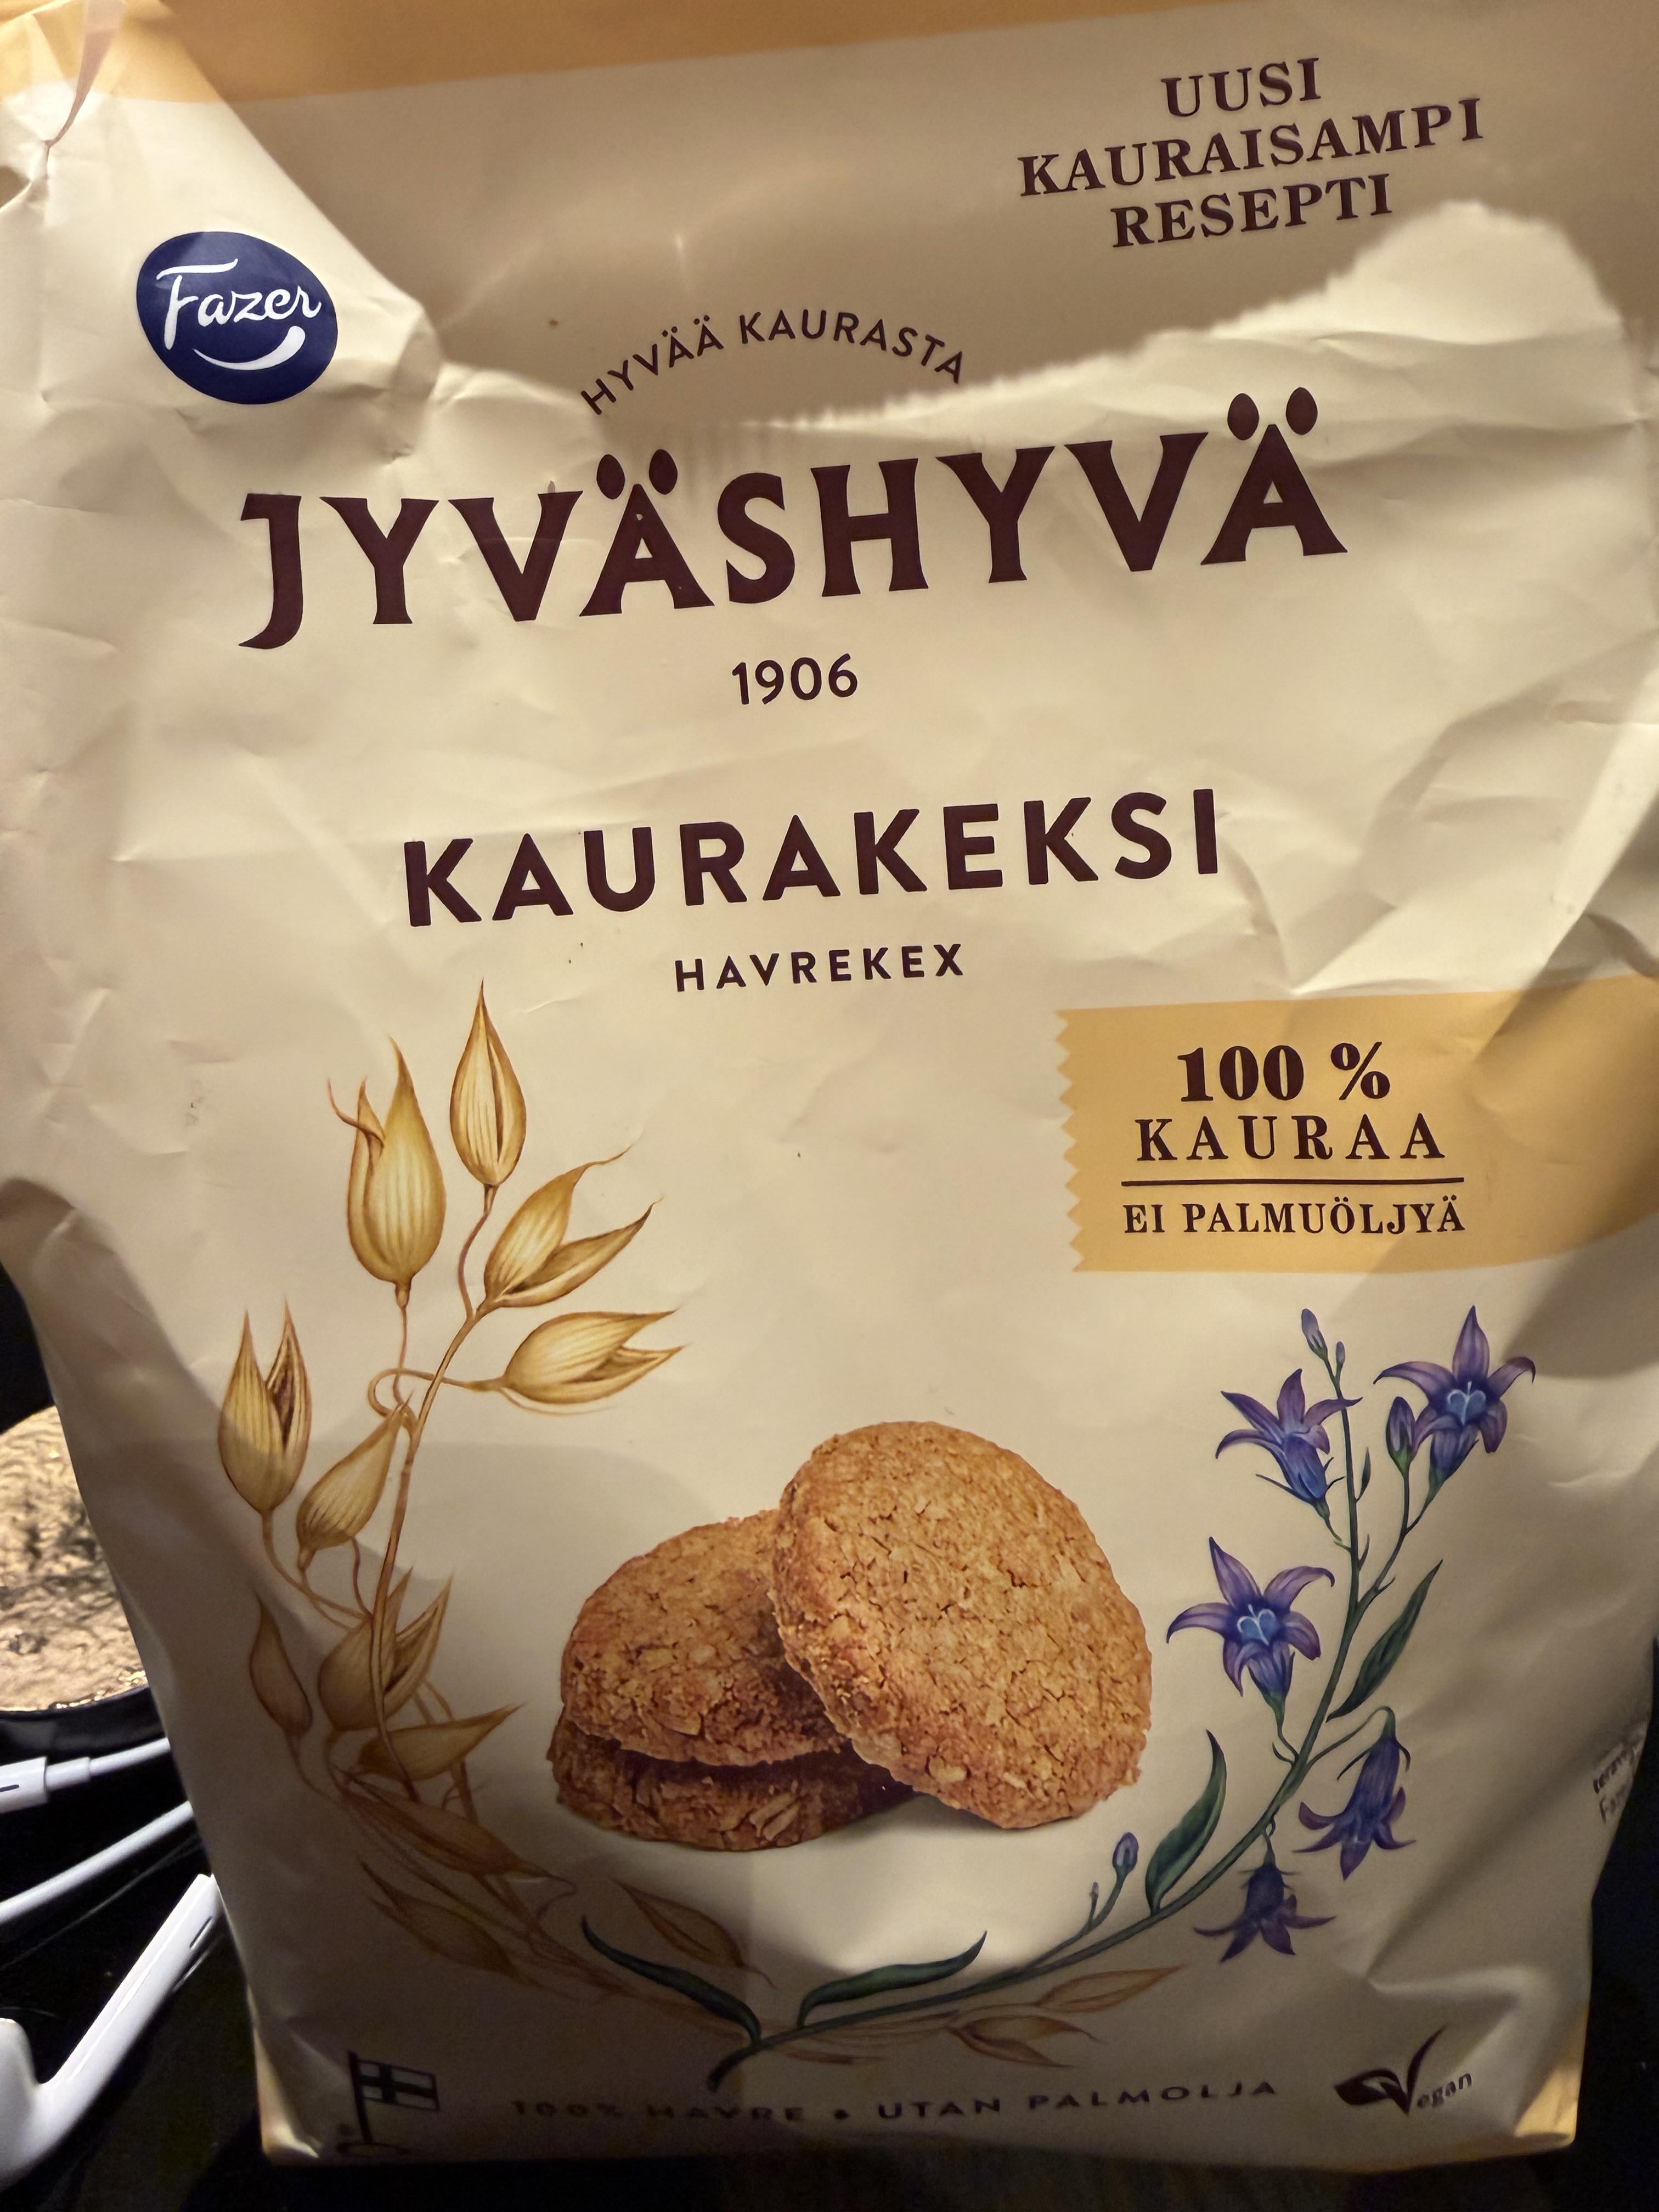 UUSI
KAURAISAMPI
RESEPTI
Fazer
HYVÄÄ KAURASTA
JYVÄSHYVÄ
1906
KAURAKEKSI
HAVREKEX
100 %
KAURAA
EI PALMUÖLJYÄ
100% HAVRE • UTAN PALMOLJA
Vegan